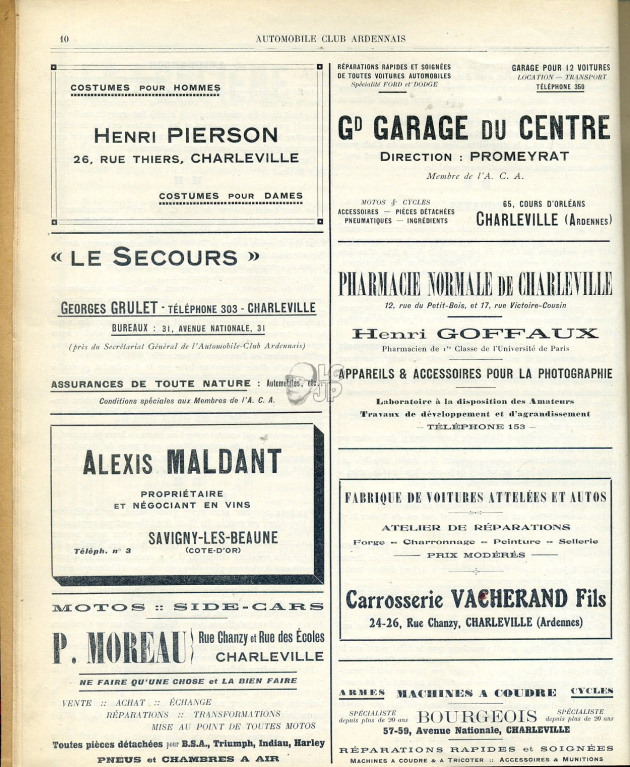 10
AUTOMOBILE CLUB ARDENNAIS
COSTUMES POUR HOMMES
HENRI PIERSON
26, RUE THIERS, CHARLEVILLE
COSTUMES POUR DAMES
« LE SECOURS »
GEORGES GRULET - TÉLÉPHONE 303 - CHARLEVILLE
BUREAUX : 31, AVENUE NATIONALE, 31
(près du Secrétariat Général de l'Automobile-Club Ardennais)
ASSURANCES DE TOUTE NATURE : Automobiles, etc.
Conditions spéciales aux Membres de l'A. C. A.
ALEXIS MALDANT
PROPRIÉTAIRE
ET NÉGOCIANT EN VINS
SAVIGNY-LES-BEAUNE
Téléph. n° 3
(COTE-D'OR)
MOTOS :: SIDE-CARS
P. MOREAU
Rue Chanzy et Rue des Écoles
CHARLEVILLE
NE FAIRE QU'UNE CHOSE et LA BIEN FAIRE
VENTE :: ACHAT :: ÉCHANGE
RÉPARATIONS :: TRANSFORMATIONS
MISE AU POINT DE TOUTES MOTOS
Toutes pièces détachées pour B.S.A., Triumph, Indiau, Harley
PNEUS et CHAMBRES A AIR
RÉPARATIONS RAPIDES ET SOIGNÉES
DE TOUTES VOITURES AUTOMOBILES
Spécialité FORD et DODGE
GARAGE POUR 12 VOITURES
LOCATION — TRANSPORT
TÉLÉPHONE 350
GD GARAGE DU CENTRE
DIRECTION : PROMEYRAT
Membre de l'A. C. A.
MOTOS & CYCLES
ACCESSOIRES — PIÈCES DÉTACHÉES
PNEUMATIQUES — INGRÉDIENTS
65, COURS D'ORLÉANS
CHARLEVILLE (ARDENNES)
PHARMACIE NORMALE DE CHARLEVILLE
12, rue du Petit-Bois, et 17, rue Victoire-Cousin
Henri GOFFAUX
Pharmacien de 1re Classe de l'Université de Paris
APPAREILS & ACCESSOIRES POUR LA PHOTOGRAPHIE
Laboratoire à la disposition des Amateurs
Travaux de développement et d'agrandissement
- TÉLÉPHONE 153 -
FABRIQUE DE VOITURES ATTELÉES ET AUTOS
ATELIER DE RÉPARATIONS
Forge - Charronnage - Peinture - Sellerie
PRIX MODÉRÉS
Carrosserie VACHERAND Fils
24-26, Rue Chanzy, CHARLEVILLE (Ardennes)
ARMES MACHINES A COUDRE CYCLES
SPÉCIALISTE
depuis plus de 20 ans
BOURGEOIS
SPÉCIALISTE
depuis plus de 20 ans
57-59, Avenue Nationale, CHARLEVILLE
RÉPARATIONS RAPIDES et SOIGNÉES
MACHINES A COUDRE & A TRICOTER :: ACCESSOIRES & MUNITIONS